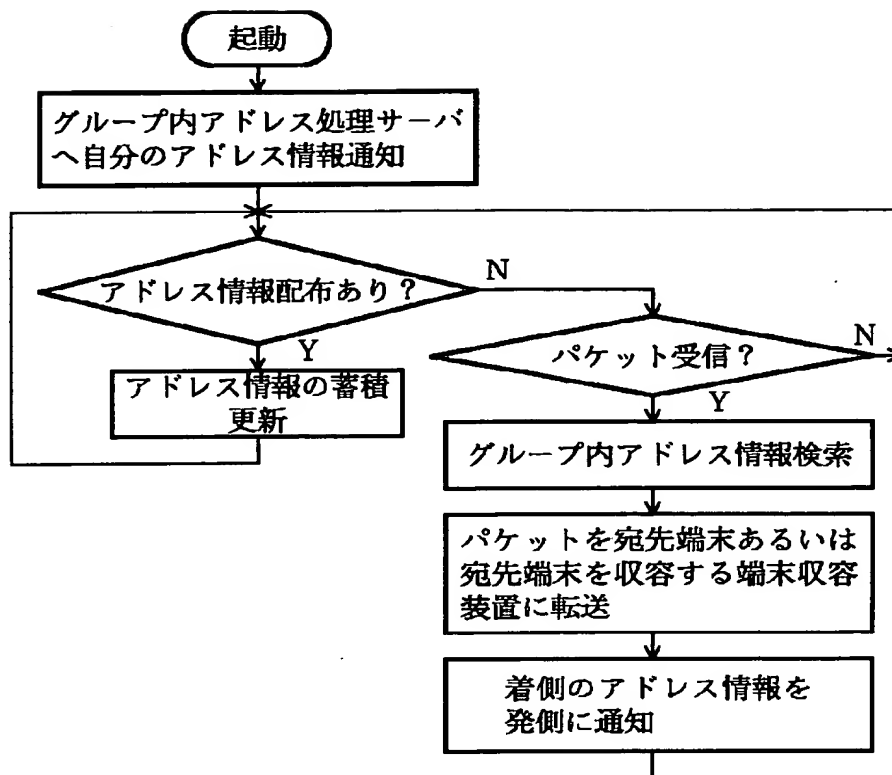 起動
グループ内アドレス処理サーバ
へ自分のアドレス情報通知
アドレス情報配布あり？
N
Y
アドレス情報の蓄積
更新
パケット受信？
N
Y
グループ内アドレス情報検索
パケットを宛先端末あるいは
宛先端末を収容する端末収容
装置に転送
着側のアドレス情報を
発側に通知